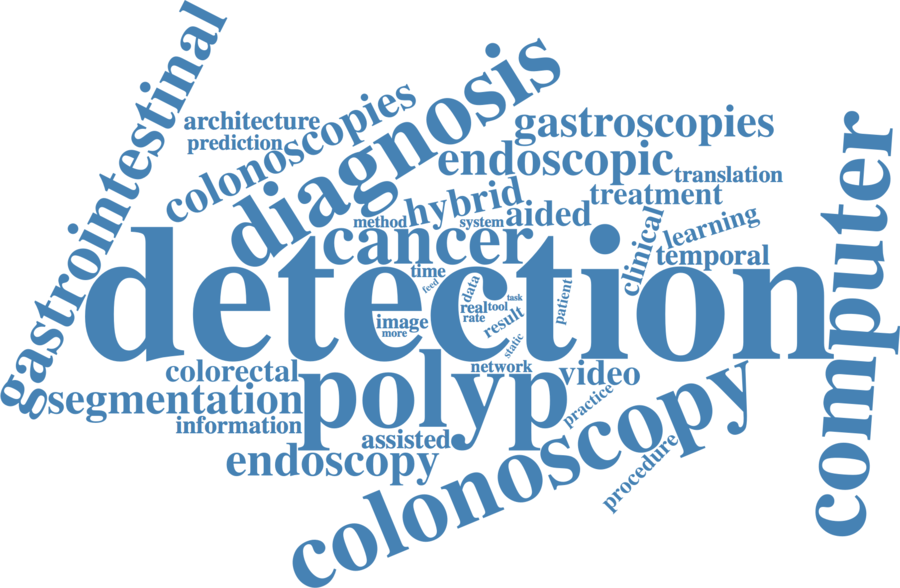 gastrointestinal
architecture
prediction
colonoscopies
diagnosis
gastroscopies
endoscopic
translation
treatment
hybrid
method
system
aided
cancer
clinical
learning
temporal
computer
detection
time
feed
data
real
tool
task
rate
result
patient
image
more
static
network
colorectal
polyp
video
segmentation
practice
information
assisted
endoscopy
colonoscopy
procedure